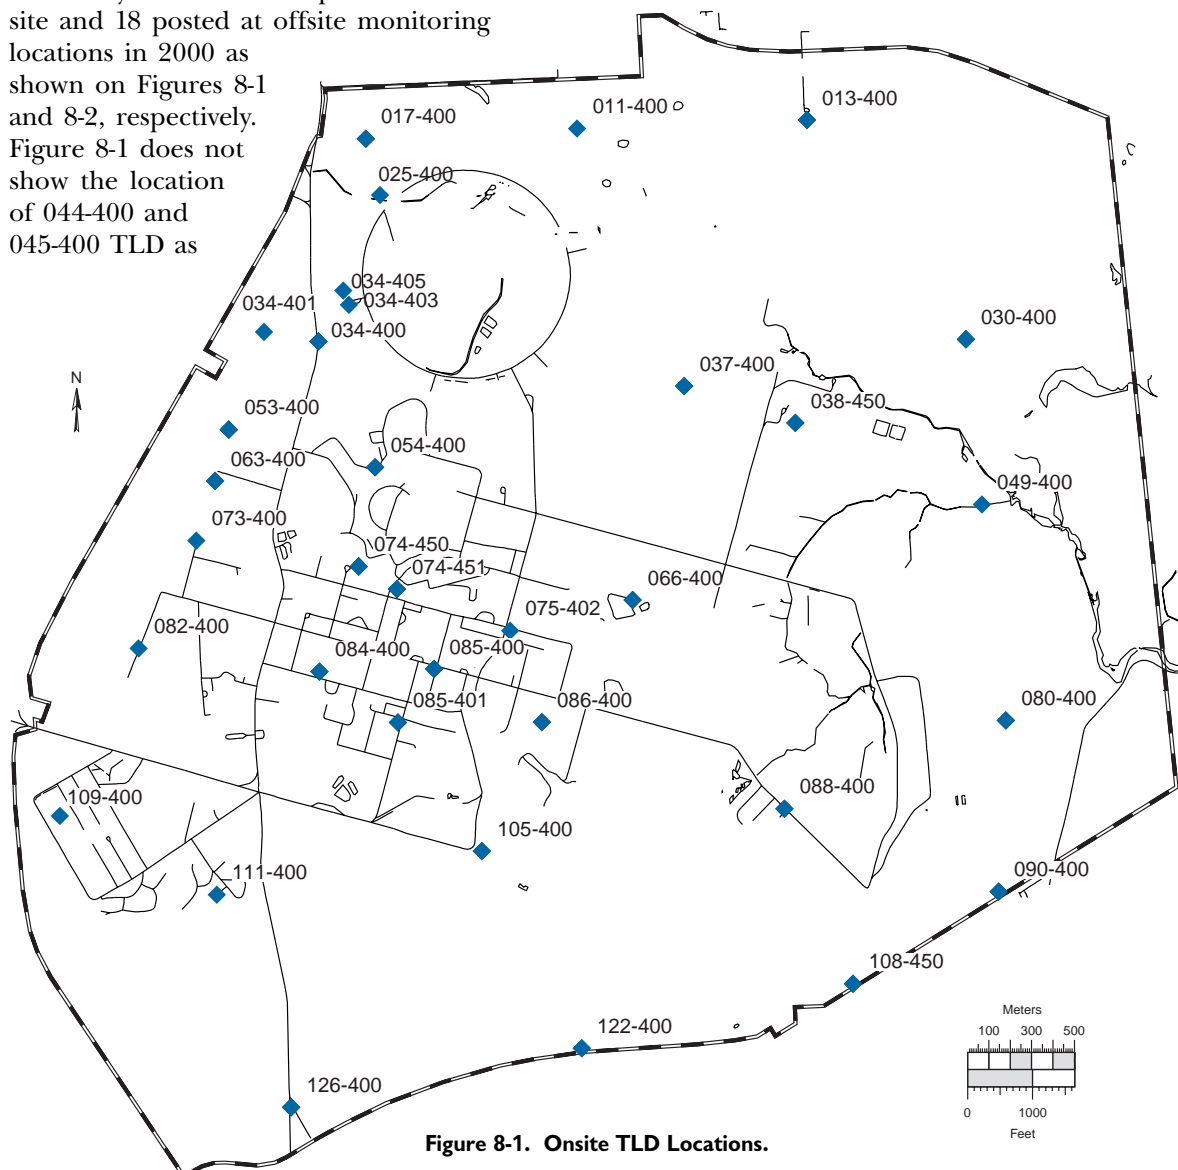 site and 18 posted at offsite monitoring
locations in 2000 as
shown on Figures 8-1
and 8-2, respectively.
Figure 8-1 does not
show the location
of 044-400 and
045-400 TLD as
017-400
011-400
013-400
025-400
034-405
034-403
034-401
034-400
030-400
037-400
038-450
N
053-400
054-400
063-400
049-400
073-400
074-450
074-451
066-400
075-402
082-400
084-400
085-400
085-401
086-400
080-400
109-400
088-400
105-400
111-400
090-400
108-450
122-400
126-400
Meters
100 300 500
0 1000
Feet
Figure 8-1. Onsite TLD Locations.